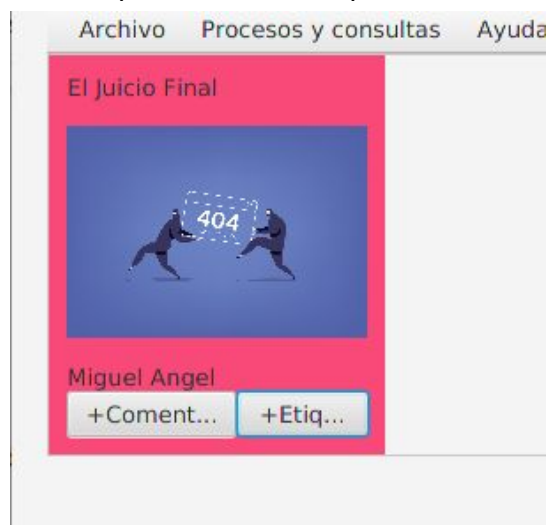 Archivo Procesos y consultas Ayuda
El Juicio Final
404
Miguel Angel
+Coment... +Etiq...